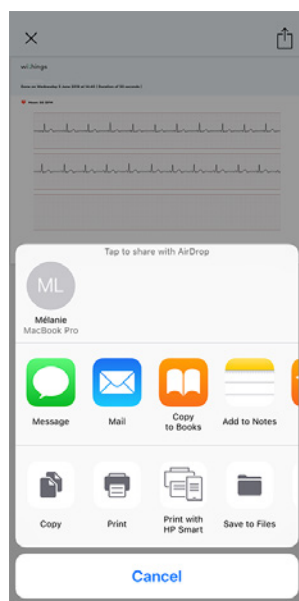 withings
Tap to share with AirDrop
ML
Mélanie
MacBook Pro
Message
Mail
Copy
to Books
Add to Notes
Copy
Print
Print with
HP Smart
Save to Files
Cancel